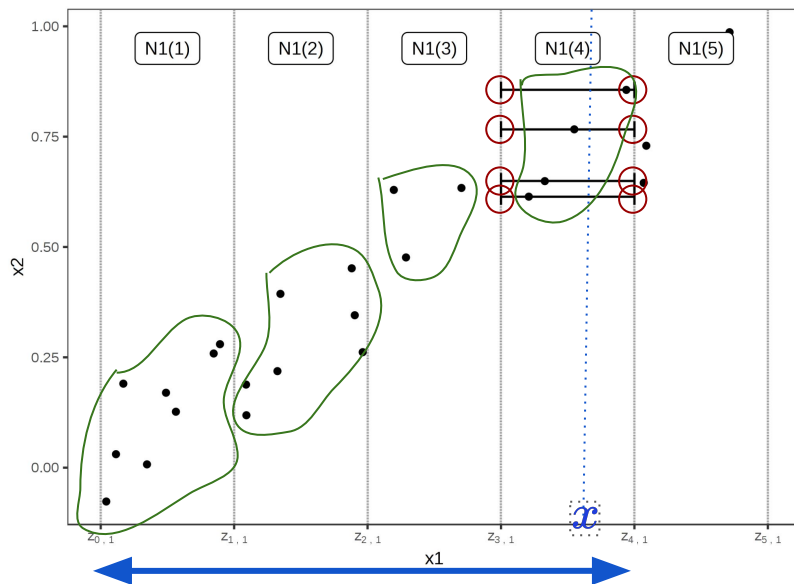 1.00
N1(1) N1(2) N1(3) N1(4) N1(5)
0.75
0.50
0.25
0.00
x2
x
z0,1 z1,1 z2,1 z3,1 z4,1 z5,1
x1